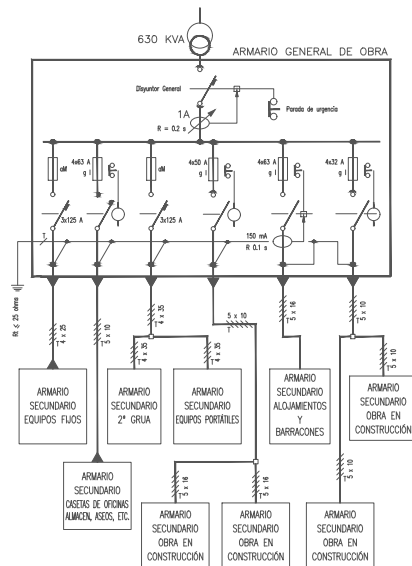 630 KVA
ARMARIO GENERAL DE OBRA
Disyuntor General
1A
R = 0.2 s
Parada de urgencia
aM
4x63 A
g I
aM
4x50 A
g I
4x63 A
g I
4x32 A
g I
3x125 A
3x125 A
150 mA
R 0.1 s
T
Rt ≤ 25 ohms
T 4 x 25
T 5 x 10
T 4 x 35
5 x 10
T
T 5 x 16
T 5 x 10
T 4 x 35
T 4 x 35
T 5 x 10
ARMARIO
SECUNDARIO
EQUIPOS FIJOS
ARMARIO
SECUNDARIO
2ª GRUA
ARMARIO
SECUNDARIO
EQUIPOS PORTÁTILES
ARMARIO
SECUNDARIO
ALOJAMIENTOS
Y
BARRACONES
ARMARIO
SECUNDARIO
OBRA EN
CONSTRUCCIÓN
ARMARIO
SECUNDARIO
CASETAS DE OFICINAS
ALMACEN, ASEOS, ETC.
T 5 x 16
T 5 x 16
T 5 x 10
ARMARIO
SECUNDARIO
OBRA EN
CONSTRUCCIÓN
ARMARIO
SECUNDARIO
OBRA EN
CONSTRUCCIÓN
ARMARIO
SECUNDARIO
OBRA EN
CONSTRUCCIÓN